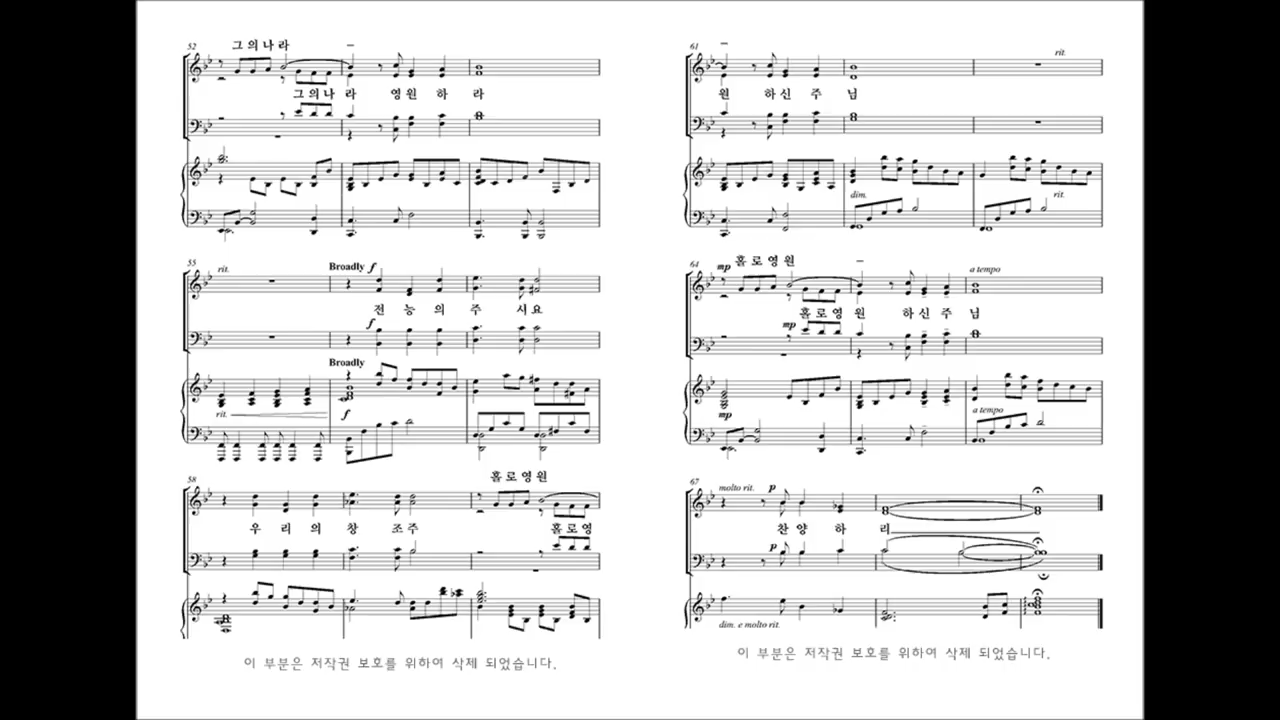 52
그의나라
그의나 라 영원 하 라
55
rit.
Broadly f
전 능 의 주 시요
f
Broadly
rit.
f
58
홀로영원
우 리 의 창 조주 홀로영
이 부분은 저작권 보호를 위하여 삭제 되었습니다.
61
rit.
원 하신 주 님
dim.
rit.
64
mp 홀로영원
a tempo
홀로영 원 하신 주 님
mp
mp
a tempo
67
molto rit. p
찬양 하 리
p
dim. e molto rit.
이 부분은 저작권 보호를 위하여 삭제 되었습니다.